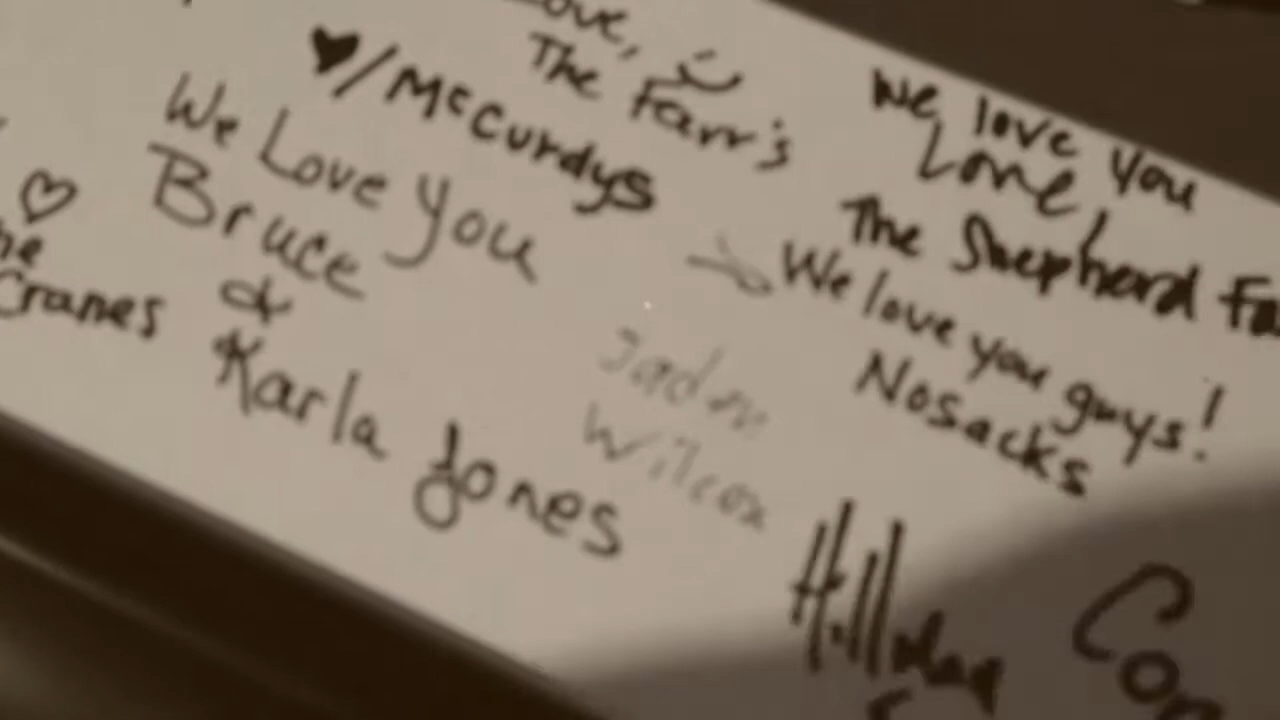 Love,
The Farr's
♥/McCurdys
We Love You
Bruce
&
Karla Jones
♡
Cranes
We love you
Love,
The Shepherd
We love you guys!
Nosacks
Wilcox